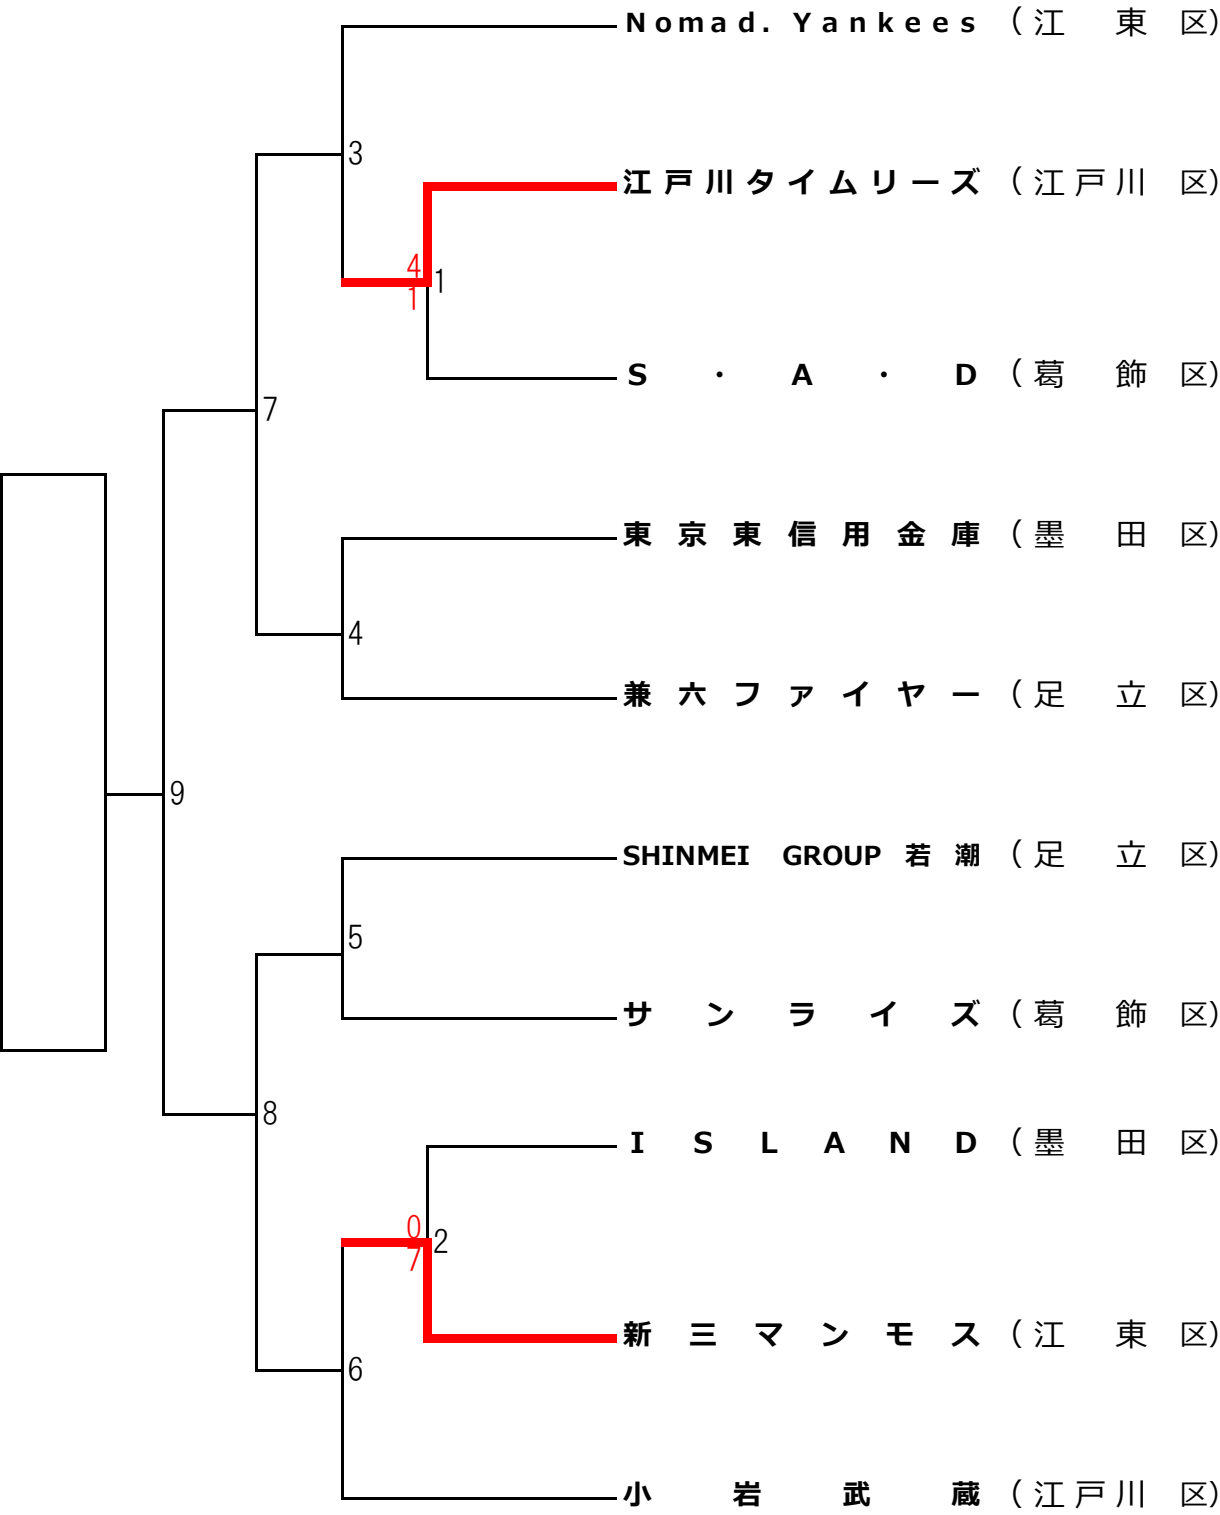 Nomad. Yankees (江東区)
3
江戸川タイムリーズ (江戸川区)
4
1
1
S・A・D (葛飾区)
7
東京東信用金庫 (墨田区)
4
兼六ファイヤー (足立区)
9
SHINMEI GROUP 若潮 (足立区)
5
サンライズ (葛飾区)
8
ISLAND (墨田区)
0
2
7
新三マンモス (江東区)
6
小岩武蔵 (江戸川区)